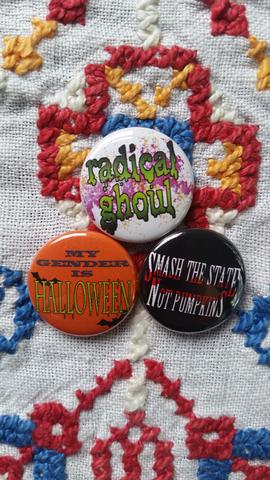 radical
ghoul
MY
GENDER
IS
HALLOWEEN
SMASH THE STATE
NOT PUMPKINS